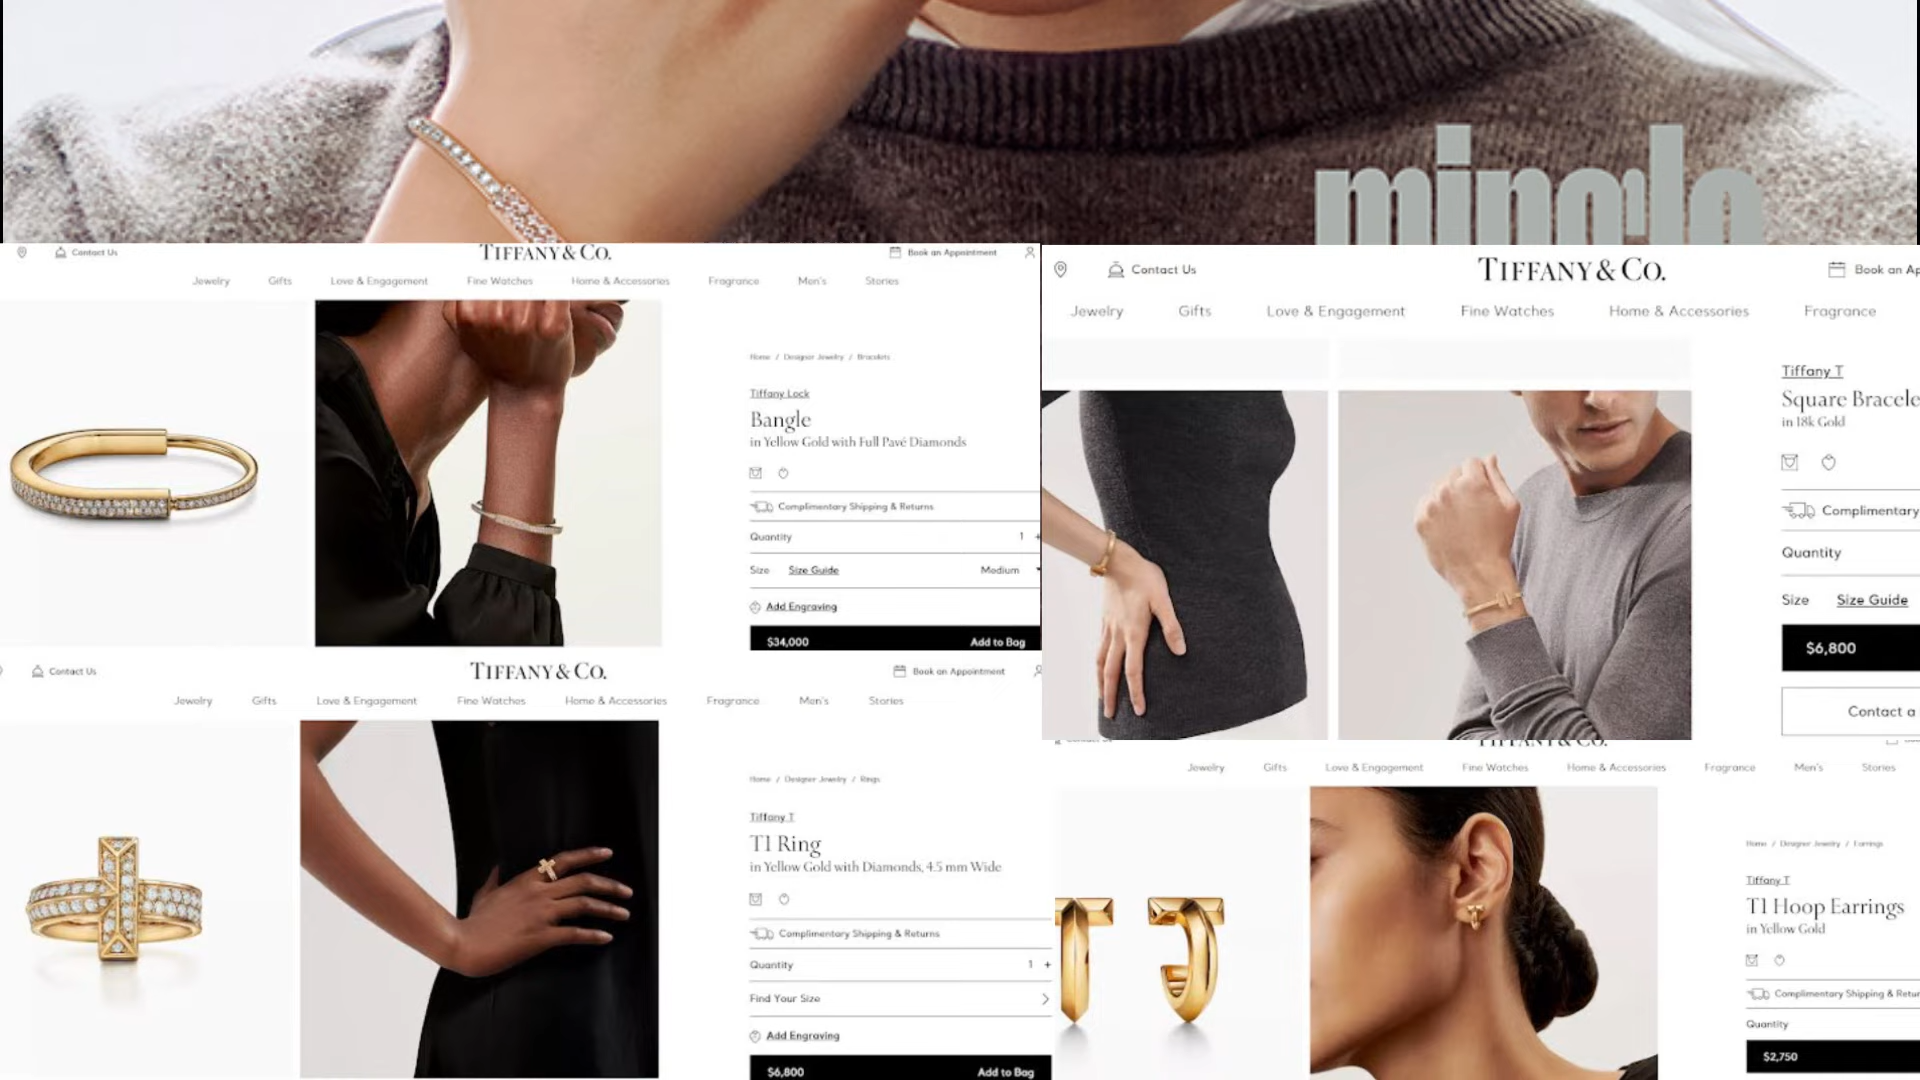 Contact Us
TIFFANY & CO.
Book an Appointment
Jewelry Gifts Love & Engagement Fine Watches Home & Accessories Fragrance Men's Stories
Home / Designer Jewelry / Bracelets
Tiffany Lock
Bangle
in Yellow Gold with Full Pavé Diamonds
Complimentary Shipping & Returns
Quantity 1 +
Size Size Guide Medium
Add Engraving
$34,000 Add to Bag
Contact Us
TIFFANY & CO.
Book an Ap
Jewelry Gifts Love & Engagement Fine Watches Home & Accessories Fragrance
Tiffany T
Square Bracele
in 18k Gold
Complimentary
Quantity
Size Size Guide
$6,800
Contact a
Contact Us
TIFFANY & CO.
Book an Appointment
Jewelry Gifts Love & Engagement Fine Watches Home & Accessories Fragrance Men's Stories
Home / Designer Jewelry / Rings
Tiffany T
T1 Ring
in Yellow Gold with Diamonds, 4.5 mm Wide
Complimentary Shipping & Returns
Quantity 1 +
Find Your Size
Add Engraving
$6,800 Add to Bag
TIFFANY & CO.
Jewelry Gifts Love & Engagement Fine Watches Home & Accessories Fragrance Men's Stories
Home / Designer Jewelry / Earrings
Tiffany T
T1 Hoop Earrings
in Yellow Gold
Complimentary Shipping & Retur
Quantity
$2,750